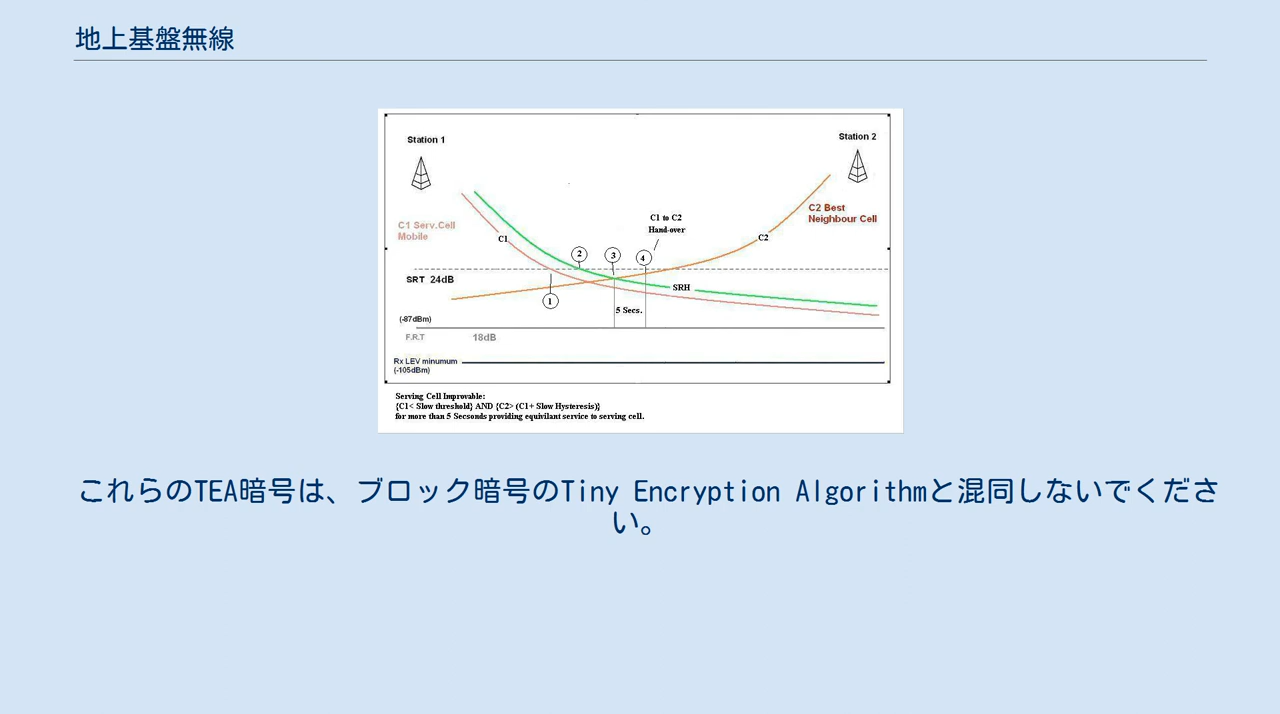 地上基盤無線
Station 1
Station 2
C1 Serv.Cell
Mobile
C1
C1 to C2
Hand-over
C2 Best
Neighbour Cell
C2
2
3
4
SRT 24dB
SRH
1
5 Secs.
(-87dBm)
F.R.T 18dB
Rx LEV minumum
(-105dBm)
Serving Cell Improvable:
{C1< Slow threshold} AND {C2> (C1+ Slow Hysteresis)}
for more than 5 Secsonds providing equivilant service to serving cell.
これらのTEA暗号は、ブロック暗号のTiny Encryption Algorithmと混同しないでくださ
い。